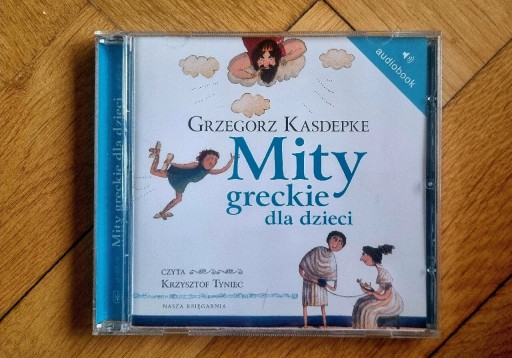 audiobook
GRZEGORZ KASDEPKE
Mity
greckie
dla dzieci
CZYTA
KRZYSZTOF TYNIEC
NASZA KSIĘGARNIA
Mity greckie dla dzieci